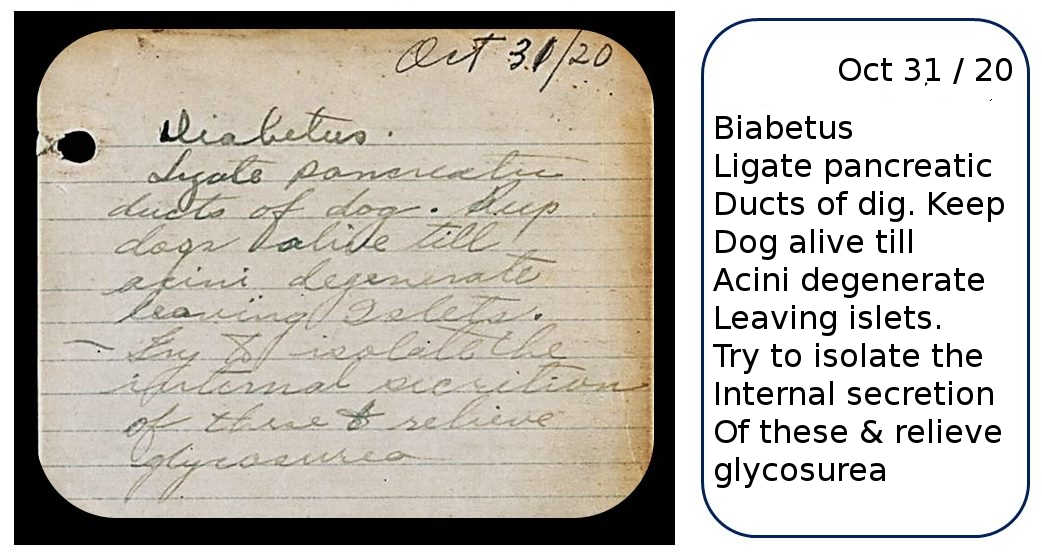 Oct 31/20
Diabetus.
Ligate pancreatic
ducts of dog. Keep
dogs alive till
acini degenerate
leaving Islets.
Try to isolate the
internal secretion
of these & relieve
glycosurea
Oct 31 / 20
Biabetus
Ligate pancreatic
Ducts of dig. Keep
Dog alive till
Acini degenerate
Leaving islets.
Try to isolate the
Internal secretion
Of these & relieve
glycosurea